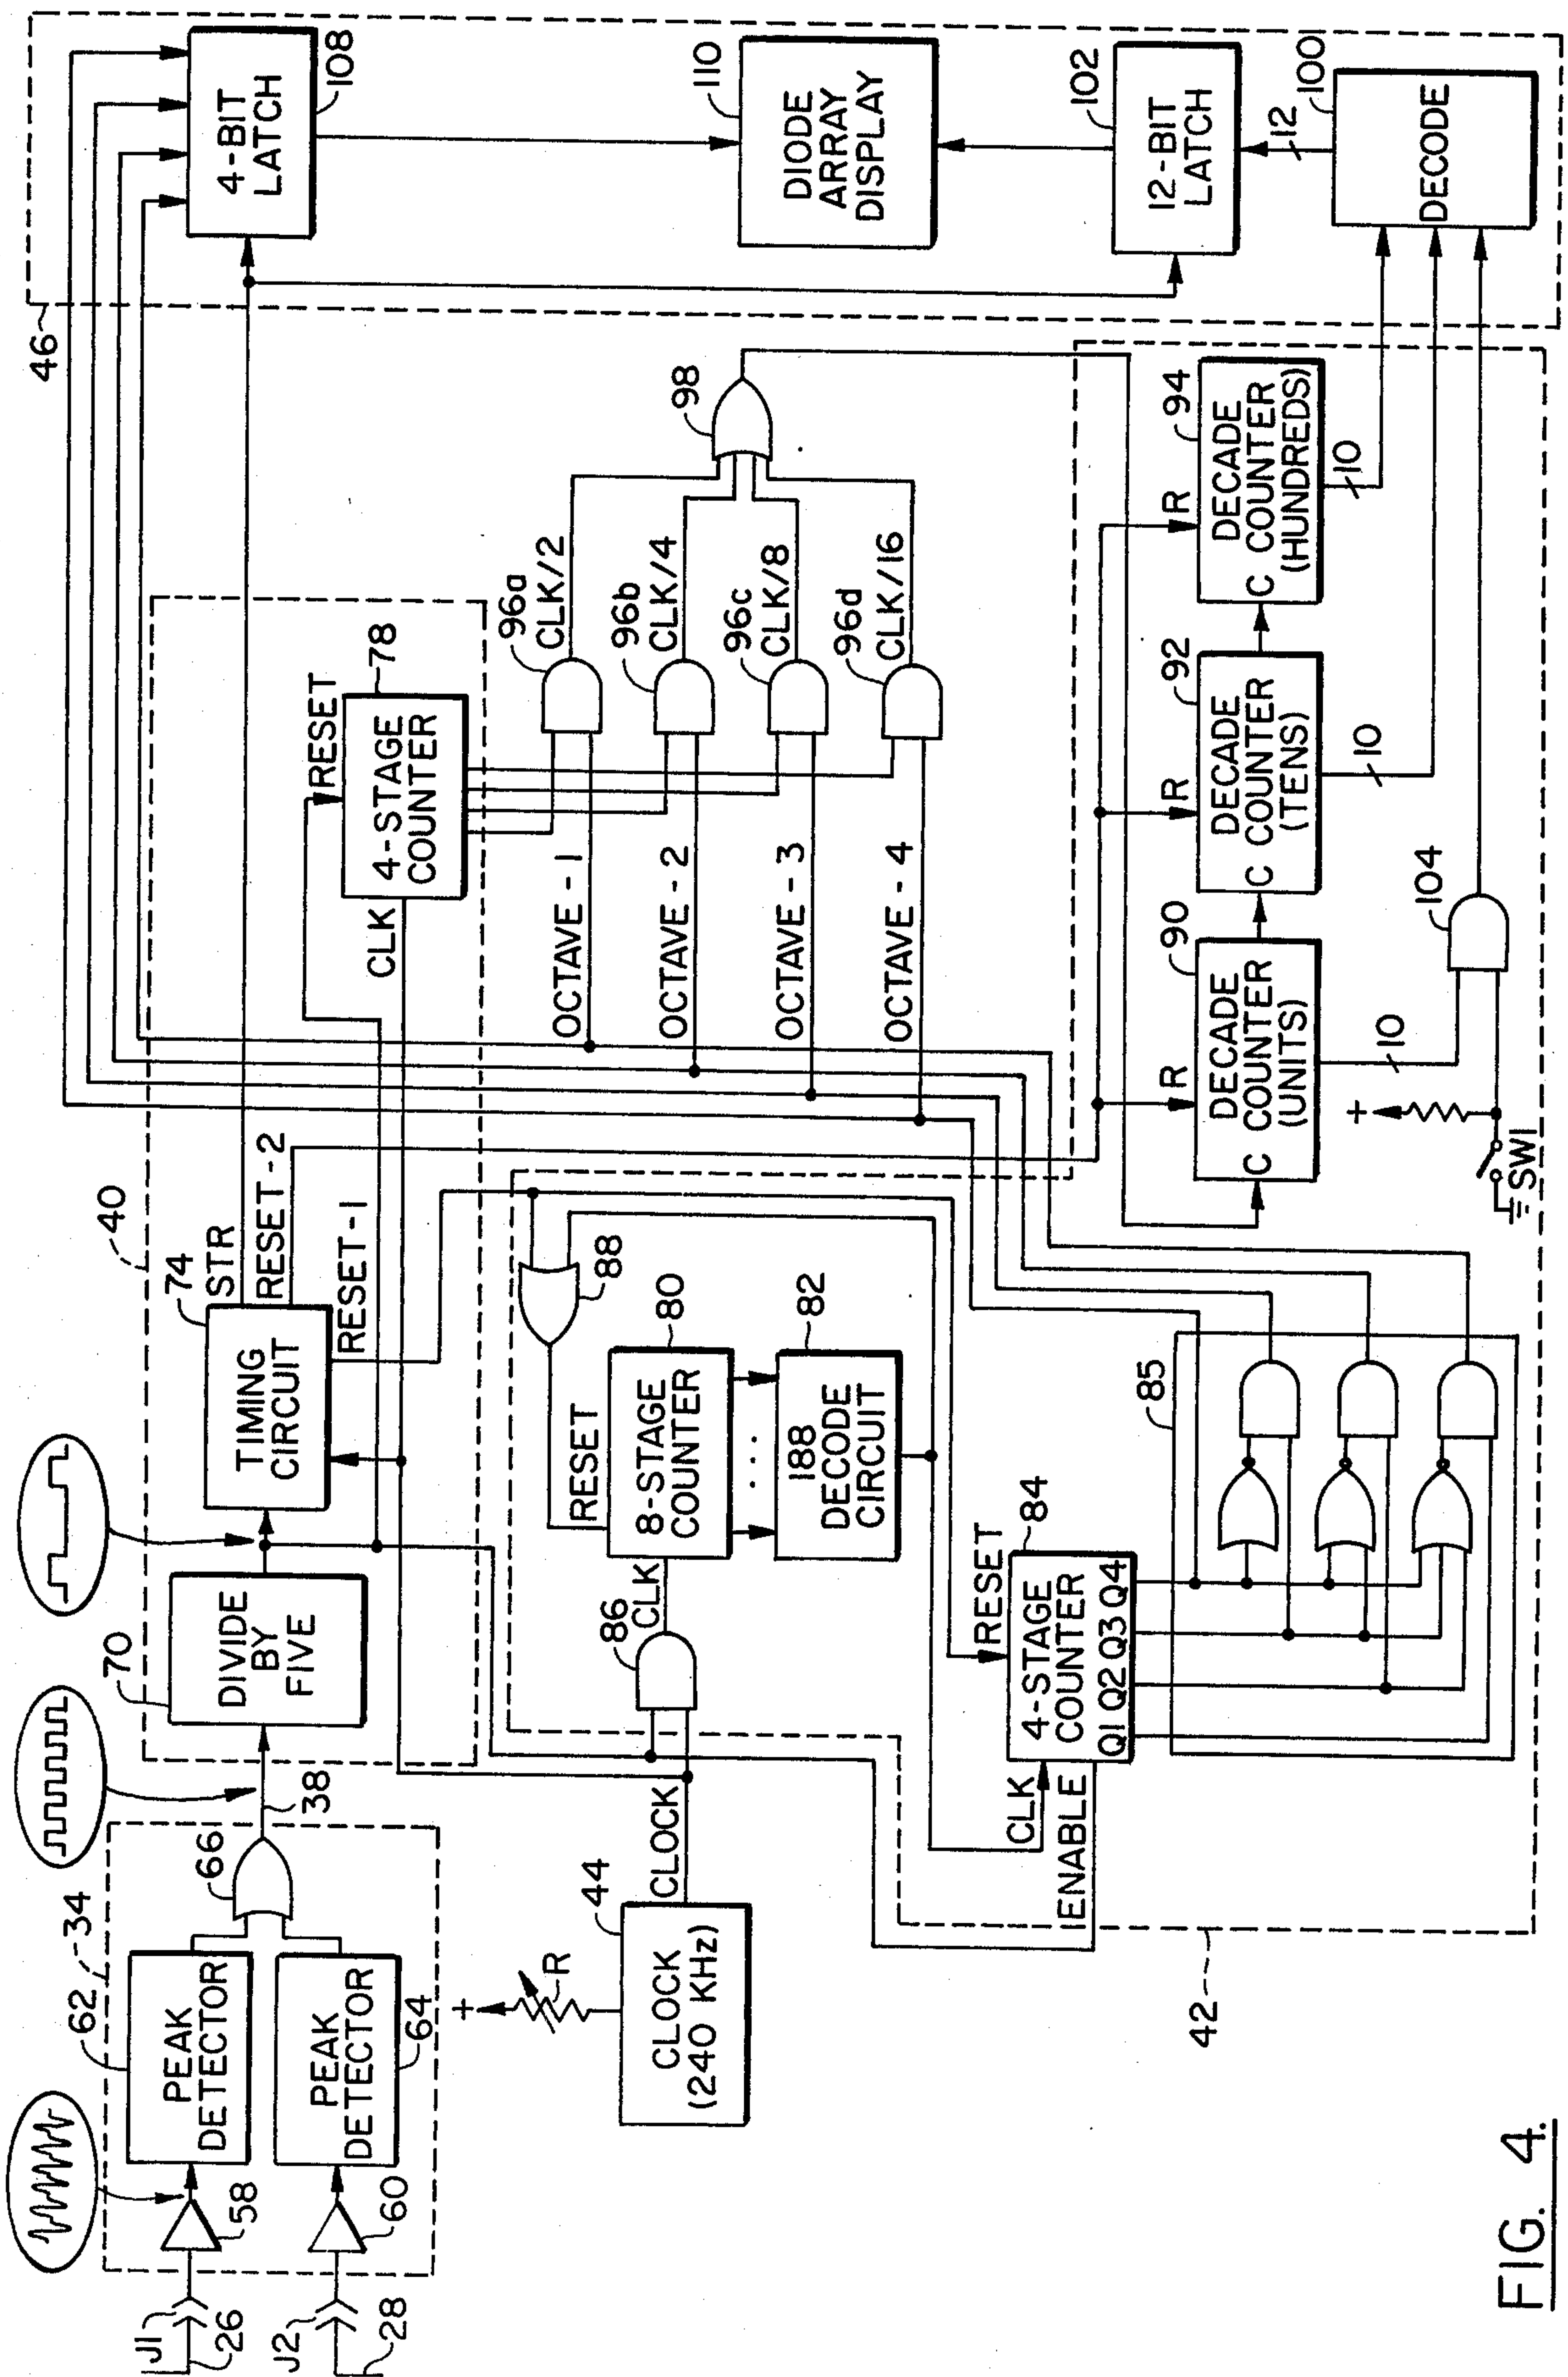 J1
26
J2
28
58
60
62
34
PEAK
DETECTOR
PEAK
DETECTOR
64
66
38
70
DIVIDE
BY
FIVE
40
74
TIMING
CIRCUIT
STR
RESET-2
RESET-1
RESET
78
4-STAGE
COUNTER
CLK
46
4-BIT
LATCH
108
110
DIODE
ARRAY
DISPLAY
102
12-BIT
LATCH
12
100
DECODE
+
R
44
CLOCK
(240 KHz)
CLOCK
86
CLK
RESET
88
80
8-STAGE
COUNTER
...
82
188
DECODE
CIRCUIT
OCTAVE-1
OCTAVE-2
OCTAVE-3
OCTAVE-4
96a
CLK/2
96b
CLK/4
96c
CLK/8
96d
CLK/16
98
42
CLK
ENABLE
RESET
84
4-STAGE
COUNTER
Q1 Q2 Q3 Q4
85
R
90
DECADE
COUNTER
(UNITS)
C
R
92
DECADE
COUNTER
(TENS)
C
R
94
DECADE
COUNTER
(HUNDREDS)
C
10
10
10
104
+
SW1
FIG. 4.